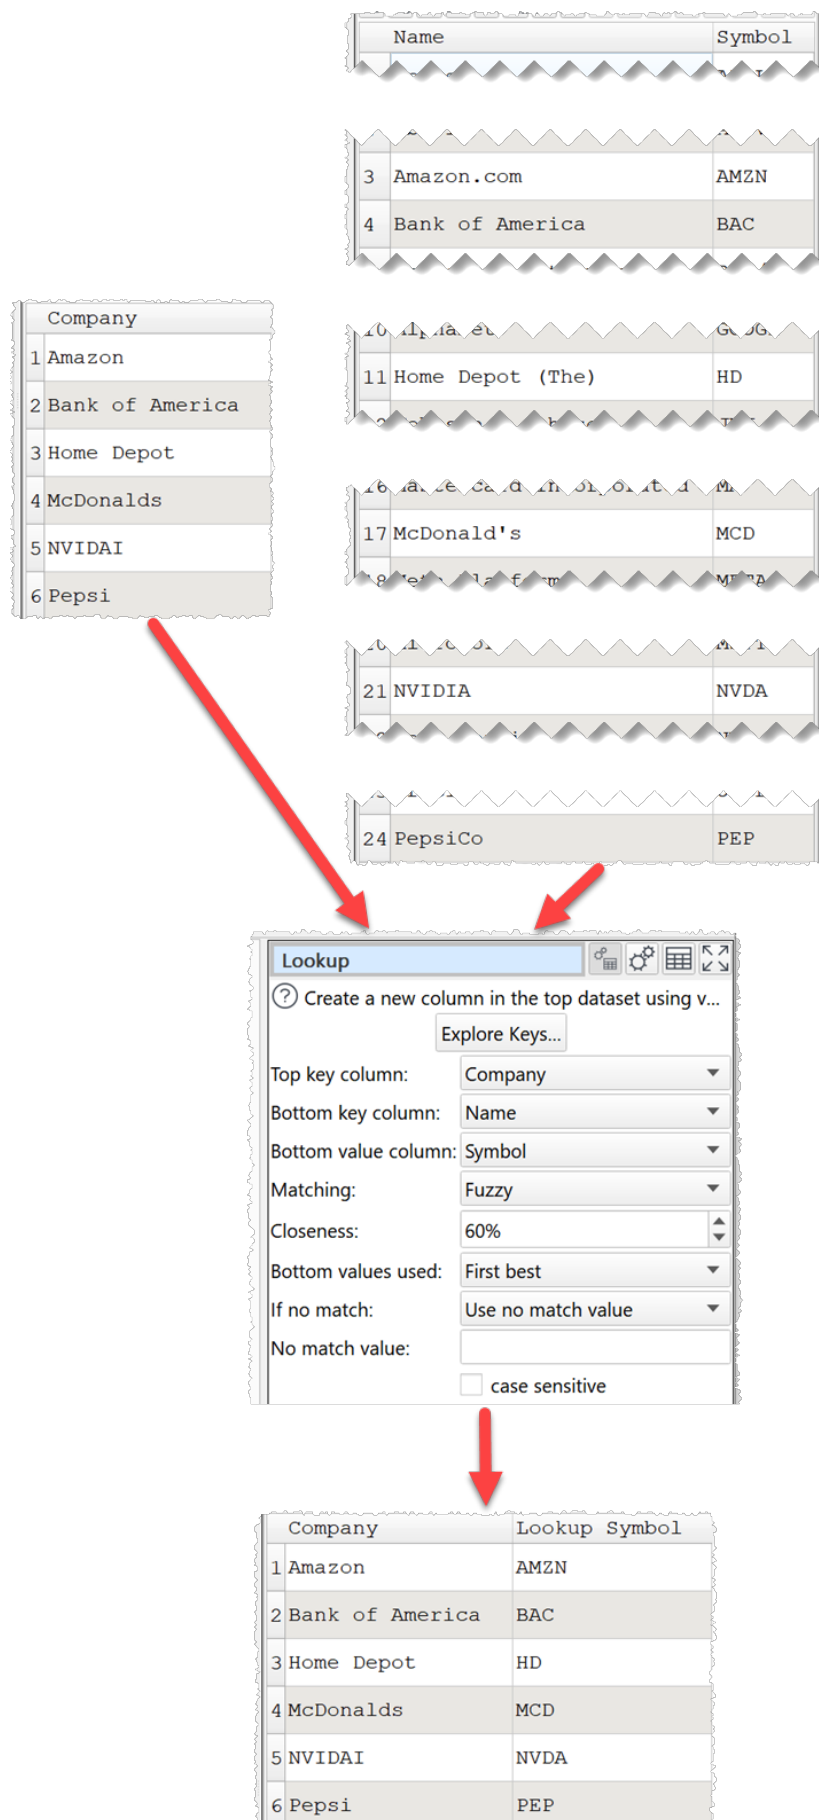 Name Symbol
3 Amazon.com AMZN
4 Bank of America BAC
11 Home Depot (The) HD
17 McDonald's MCD
21 NVIDIA NVDA
24 PepsiCo PEP
Company
1 Amazon
2 Bank of America
3 Home Depot
4 McDonalds
5 NVIDAI
6 Pepsi
Lookup
? Create a new column in the top dataset using v...
Explore Keys...
Top key column: Company
Bottom key column: Name
Bottom value column: Symbol
Matching: Fuzzy
Closeness: 60%
Bottom values used: First best
If no match: Use no match value
No match value:
case sensitive
Company Lookup Symbol
1 Amazon AMZN
2 Bank of America BAC
3 Home Depot HD
4 McDonalds MCD
5 NVIDAI NVDA
6 Pepsi PEP